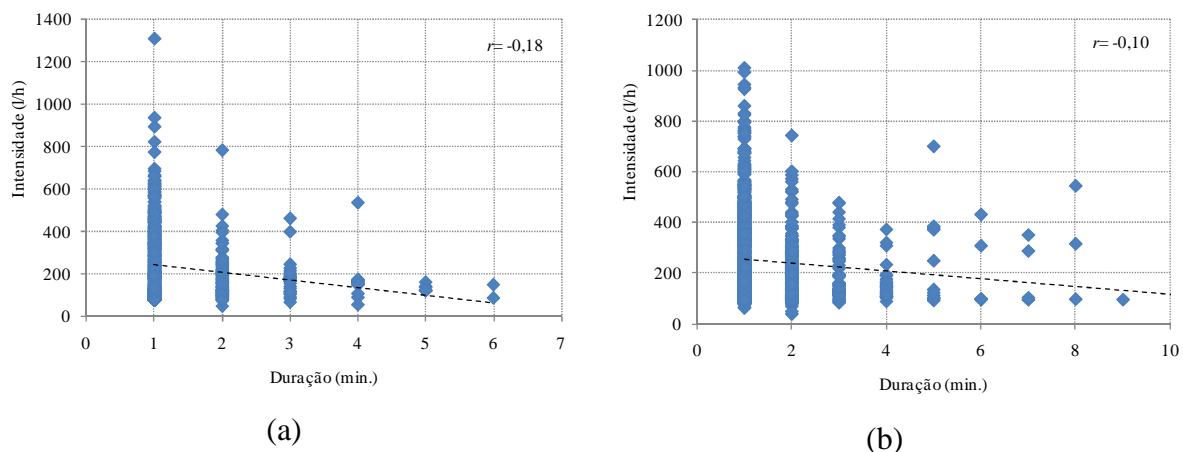 1400
1200
1000
800
600
400
200
0
Intensidade (l/h)
r= -0,18
0 1 2 3 4 5 6 7
Duração (min.)
(a)
1200
1000
800
600
400
200
0
Intensidade (l/h)
r= -0,10
0 2 4 6 8 10
Duração (min.)
(b)